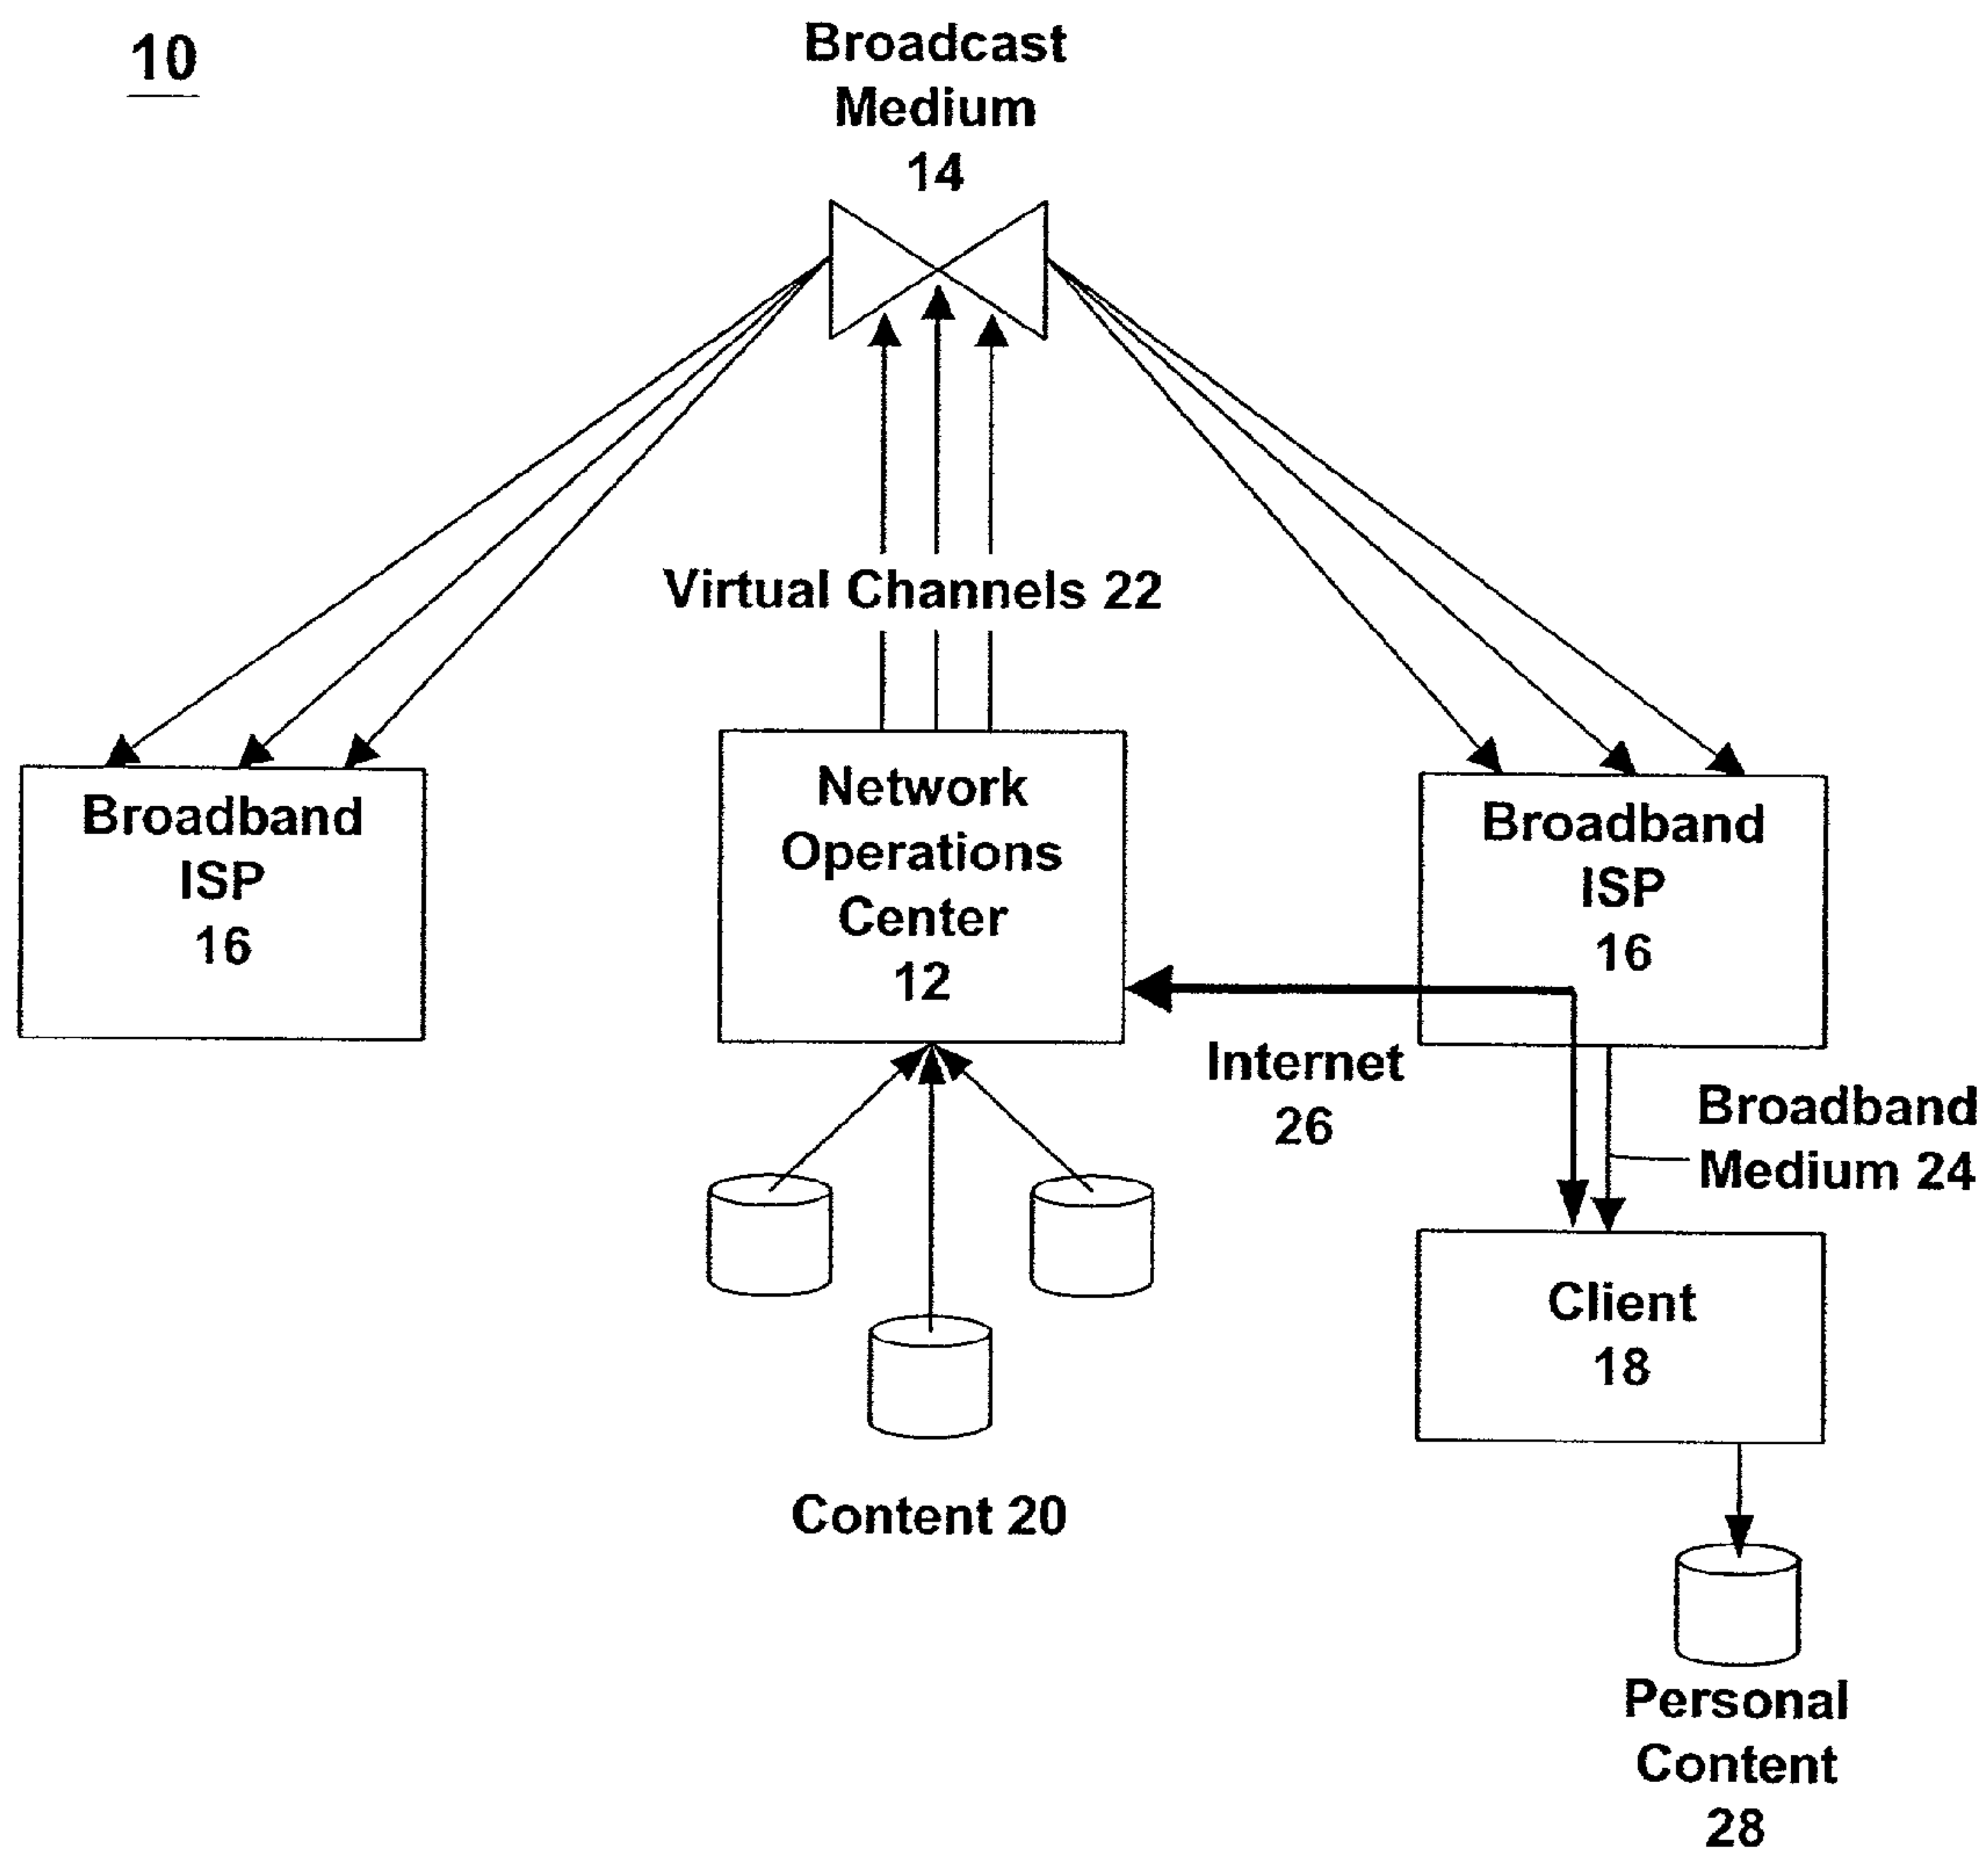 10
Broadcast
Medium
14
Virtual Channels 22
Broadband
ISP
16
Network
Operations
Center
12
Broadband
ISP
16
Internet
26
Broadband
Medium 24
Client
18
Content 20
Personal
Content
28